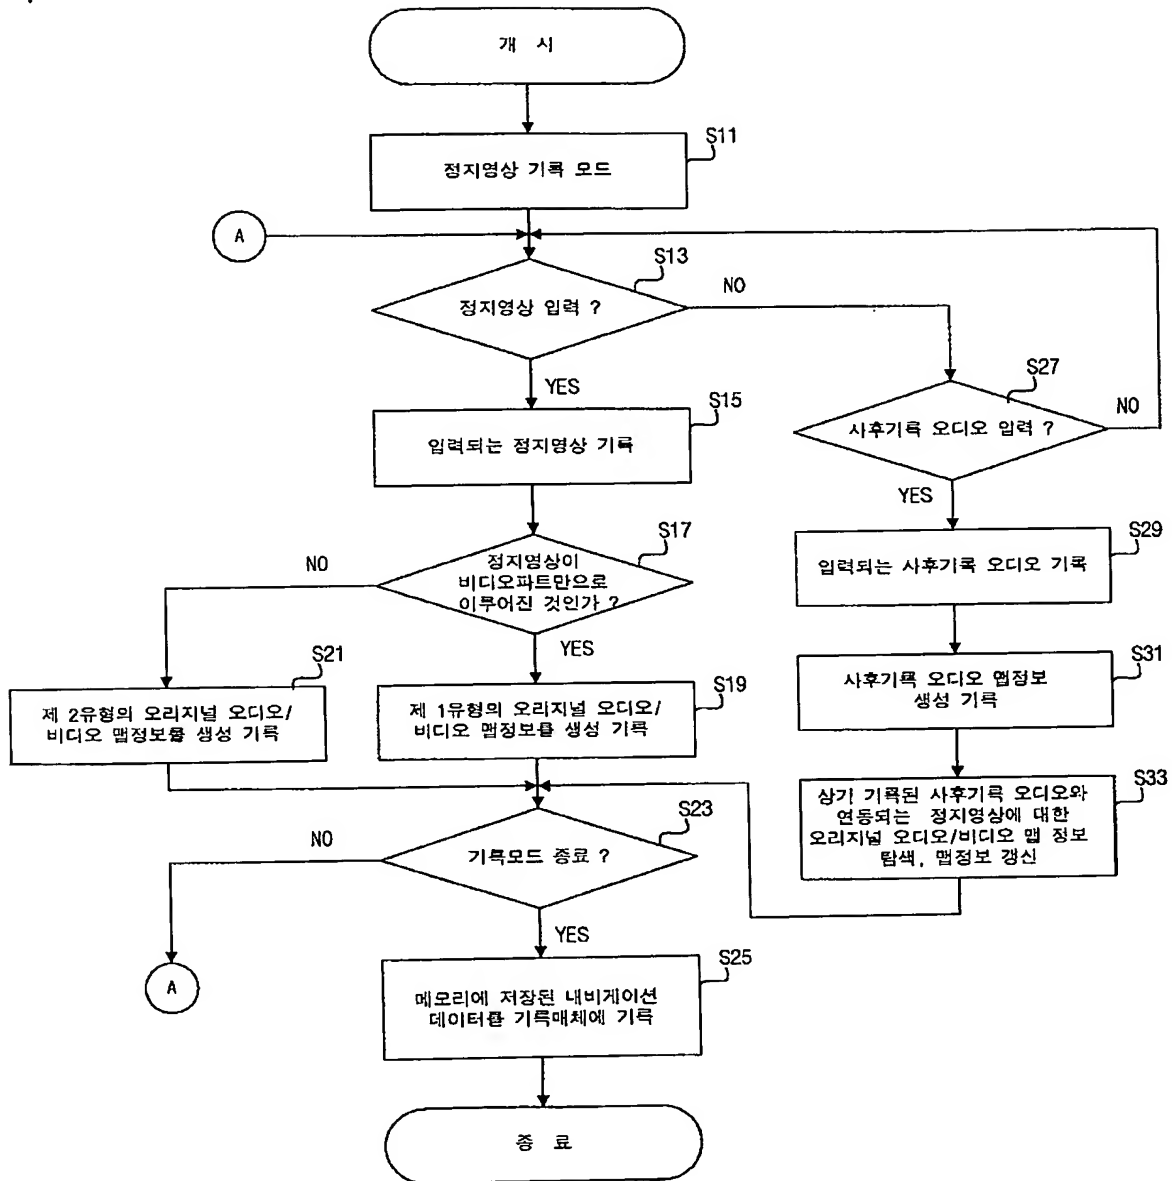 개 시
S11
정지영상 기록 모드
A
S13
정지영상 입력 ?
NO
YES
S27
사후기록 오디오 입력 ?
NO
YES
S15
입력되는 정지영상 기록
S17
정지영상이
비디오파트만으로
이루어진 것인가 ?
NO
YES
S29
입력되는 사후기록 오디오 기록
S31
사후기록 오디오 맵정보
생성 기록
S21
제 2유형의 오리지널 오디오/
비디오 맵정보를 생성 기록
S19
제 1유형의 오리지널 오디오/
비디오 맵정보를 생성 기록
S33
상기 기록된 사후기록 오디오와
연동되는 정지영상에 대한
오리지널 오디오/비디오 맵 정보
탐색, 맵정보 갱신
S23
기록모드 종료 ?
NO
YES
A
S25
메모리에 저장된 내비게이션
데이터를 기록매체에 기록
종 료